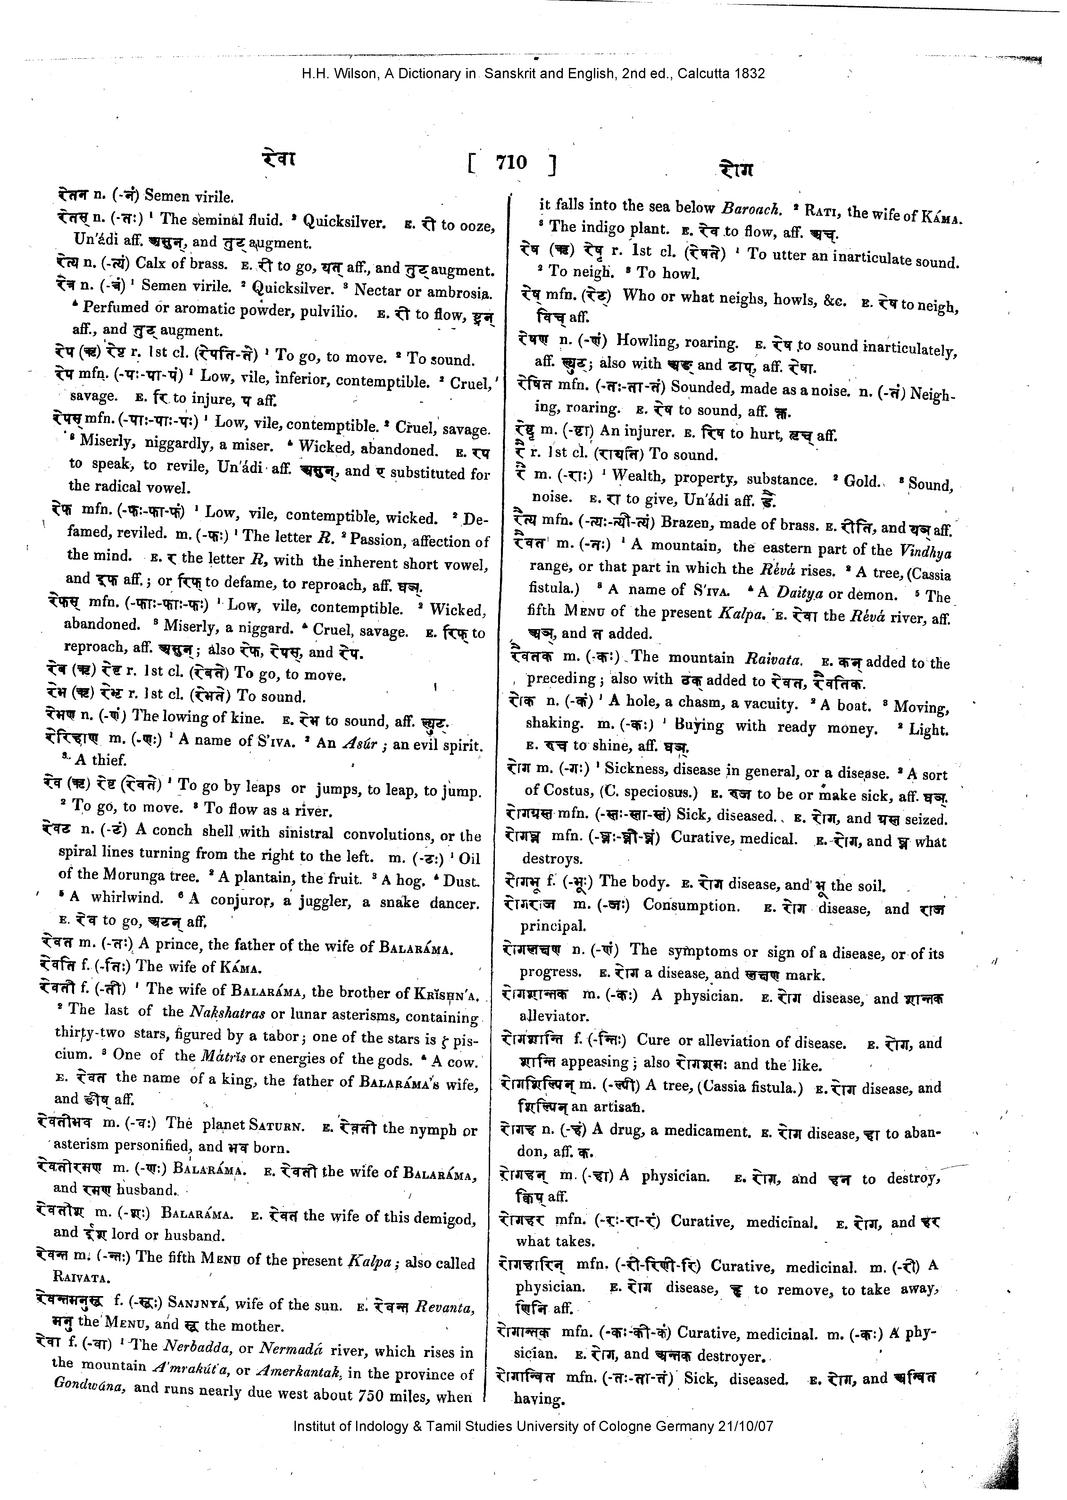 H.H. Wilson, A Dictionary in Sanskrit and English, 2nd ed., Calcutta 1832
रेवा
[ 710 ]
रोग
रेतन n. (-नं) Semen virile.
रेतस् n. (-तः) ¹ The seminal fluid. ² Quicksilver. E. री to ooze,
Un'ádi aff. असुन्, and तुट् augment.
रेत्य n. (-त्यं) Calx of brass. E. री to go, यत् aff., and तुट् augment.
रेत्र n. (-त्रं) ¹ Semen virile. ² Quicksilver. ³ Nectar or ambrosia.
⁴ Perfumed or aromatic powder, pulvilio. E. री to flow, ष्ट्रन्
aff., and तुट् augment.
रेप (ऋ) रेपृ r. 1st cl. (रेपति-ते) ¹ To go, to move. ² To sound.
रेप mfn. (-पः-पा-पं) ¹ Low, vile, inferior, contemptible. ² Cruel,
savage. E. रि to injure, प aff.
रेपस् mfn. (-पाः-पाः-पः) ¹ Low, vile, contemptible. ² Cruel, savage.
³ Miserly, niggardly, a miser. ⁴ Wicked, abandoned. E. रप
to speak, to revile, Un'ádi aff. असुन्, and ए substituted for
the radical vowel.
रेफ mfn. (-फः-फा-फं) ¹ Low, vile, contemptible, wicked. ² De-
famed, reviled. m. (-फः) ¹ The letter R. ² Passion, affection of
the mind. E. र the letter R, with the inherent short vowel,
and इफ aff.; or रिफ् to defame, to reproach, aff. घञ्.
रेफस् mfn. (-फाः-फाः-फः) ¹ Low, vile, contemptible. ² Wicked,
abandoned. ³ Miserly, a niggard. ⁴ Cruel, savage. E. रिफ् to
reproach, aff. असुन्; also रेफ, रेपस्, and रेप.
रेब (ऋ) रेबृ r. 1st cl. (रेबते) To go, to move.
रेभ (ऋ) रेभृ r. 1st cl. (रेभते) To sound.
रेभण n. (-णं) The lowing of kine. E. रेभ to sound, aff. ल्युट्.
रेरिहाण m. (-णः) ¹ A name of S'IVA. ² An Asúr; an evil spirit.
³ A thief.
रेव (ऋ) रेवृ (रेवते) ¹ To go by leaps or jumps, to leap, to jump.
² To go, to move. ³ To flow as a river.
रेवट n. (-टं) A conch shell with sinistral convolutions, or the
spiral lines turning from the right to the left. m. (-टः) ¹ Oil
of the Morunga tree. ² A plantain, the fruit. ³ A hog. ⁴ Dust.
⁵ A whirlwind. ⁶ A conjuror, a juggler, a snake dancer.
E. रेव to go, अटन् aff.
रेवत m. (-तः) A prince, the father of the wife of BALARÁMA.
रेवति f. (-तिः) The wife of KÁMA.
रेवती f. (-ती) ¹ The wife of BALARÁMA, the brother of KRĬSHN'A.
² The last of the Nakshatras or lunar asterisms, containing
thirty-two stars, figured by a tabor; one of the stars is ζ pis-
cium. ³ One of the Mátrĭs or energies of the gods. ⁴ A cow.
E. रेवत the name of a king, the father of BALARÁMA'S wife,
and ङीष् aff.
रेवतीभव m. (-वः) The planet SATURN. E. रेवती the nymph or
asterism personified, and भव born.
रेवतीरमण m. (-णः) BALARÁMA. E. रेवती the wife of BALARÁMA,
and रमण husband.
रेवतीश m. (-शः) BALARÁMA. E. रेवत the wife of this demigod,
and ईश lord or husband.
रेवन्त m. (-न्तः) The fifth MENU of the present Kalpa; also called
RAIVATA.
रेवन्तमनुसू f. (-सूः) SANJNYÁ, wife of the sun. E. रेवन्त Revanta,
मनु the MENU, and सू the mother.
रेवा f. (-वा) ¹ The Nerbadda, or Nermadá river, which rises in
the mountain A'mrakút'a, or Amerkantak, in the province of
Gondwána, and runs nearly due west about 750 miles, when
it falls into the sea below Baroach. ² RATI, the wife of KÁMA.
³ The indigo plant. E. रेव to flow, aff. अच्.
रेष (ऋ) रेषृ r. 1st cl. (रेषते) ¹ To utter an inarticulate sound.
² To neigh. ³ To howl.
रेष् mfn. (रेट्) Who or what neighs, howls, &c. E. रेष to neigh,
विच् aff.
रेषण n. (-णं) Howling, roaring. E. रेष to sound inarticulately,
aff. ल्युट; also with अङ् and टाप्, aff. रेषा.
रेषित mfn. (-तः-ता-तं) Sounded, made as a noise. n. (-तं) Neigh-
ing, roaring. E. रेष to sound, aff. क्त.
रेष्टृ m. (-ष्टा) An injurer. E. रिष to hurt, तृच् aff.
रै r. 1st cl. (रायति) To sound.
रै m. (-राः) ¹ Wealth, property, substance. ² Gold. ³ Sound,
noise. E. रा to give, Un'ádi aff. डै.
रैत्य mfn. (-त्यः-त्यी-त्यं) Brazen, made of brass. E. रीति, and यञ् aff.
रैवत m. (-तः) ¹ A mountain, the eastern part of the Vindhya
range, or that part in which the Révá rises. ² A tree, (Cassia
fistula.) ³ A name of S'IVA. ⁴ A Daitya or demon. ⁵ The
fifth MENU of the present Kalpa. E. रेवा the Révá river, aff.
अञ्, and त added.
रैवतक m. (-कः) The mountain Raivata. E. कन् added to the
preceding; also with ठक् added to रेवत, रैवतिक.
रोक n. (-कं) ¹ A hole, a chasm, a vacuity. ² A boat. ³ Moving,
shaking. m. (-कः) ¹ Buying with ready money. ² Light.
E. रुच to shine, aff. घञ्.
रोग m. (-गः) ¹ Sickness, disease in general, or a disease. ² A sort
of Costus, (C. speciosus.) E. रुज to be or make sick, aff. घञ्.
रोगग्रस्त mfn. (-स्तः-स्ता-स्तं) Sick, diseased. E. रोग, and ग्रस्त seized.
रोगघ्न mfn. (-घ्नः-घ्नी-घ्नं) Curative, medical. E. रोग, and घ्न what
destroys.
रोगभू f. (-भूः) The body. E. रोग disease, and भू the soil.
रोगराज m. (-जः) Consumption. E. रोग disease, and राज
principal.
रोगलक्षण n. (-णं) The symptoms or sign of a disease, or of its
progress. E. रोग a disease, and लक्षण mark.
रोगशान्तक m. (-कः) A physician. E. रोग disease, and शान्तक
alleviator.
रोगशान्ति f. (-न्तिः) Cure or alleviation of disease. E. रोग, and
शान्ति appeasing; also रोगशमः and the like.
रोगशिल्पिन् m. (-ल्पी) A tree, (Cassia fistula.) E. रोग disease, and
शिल्पिन् an artisan.
रोगह n. (-हं) A drug, a medicament. E. रोग disease, हा to aban-
don, aff. क.
रोगहन् m. (-हा) A physician. E. रोग, and हन to destroy,
क्विप् aff.
रोगहर mfn. (-रः-रा-रं) Curative, medicinal. E. रोग, and हर
what takes.
रोगहारिन् mfn. (-री-रिणी-रि) Curative, medicinal. m. (-री) A
physician. E. रोग disease, हृ to remove, to take away,
णिनि aff.
रोगान्तक mfn. (-कः-की-कं) Curative, medicinal. m. (-कः) A phy-
sician. E. रोग, and अन्तक destroyer.
रोगान्वित mfn. (-तः-ता-तं) Sick, diseased. E. रोग, and अन्वित
having.
Institut of Indology & Tamil Studies University of Cologne Germany 21/10/07